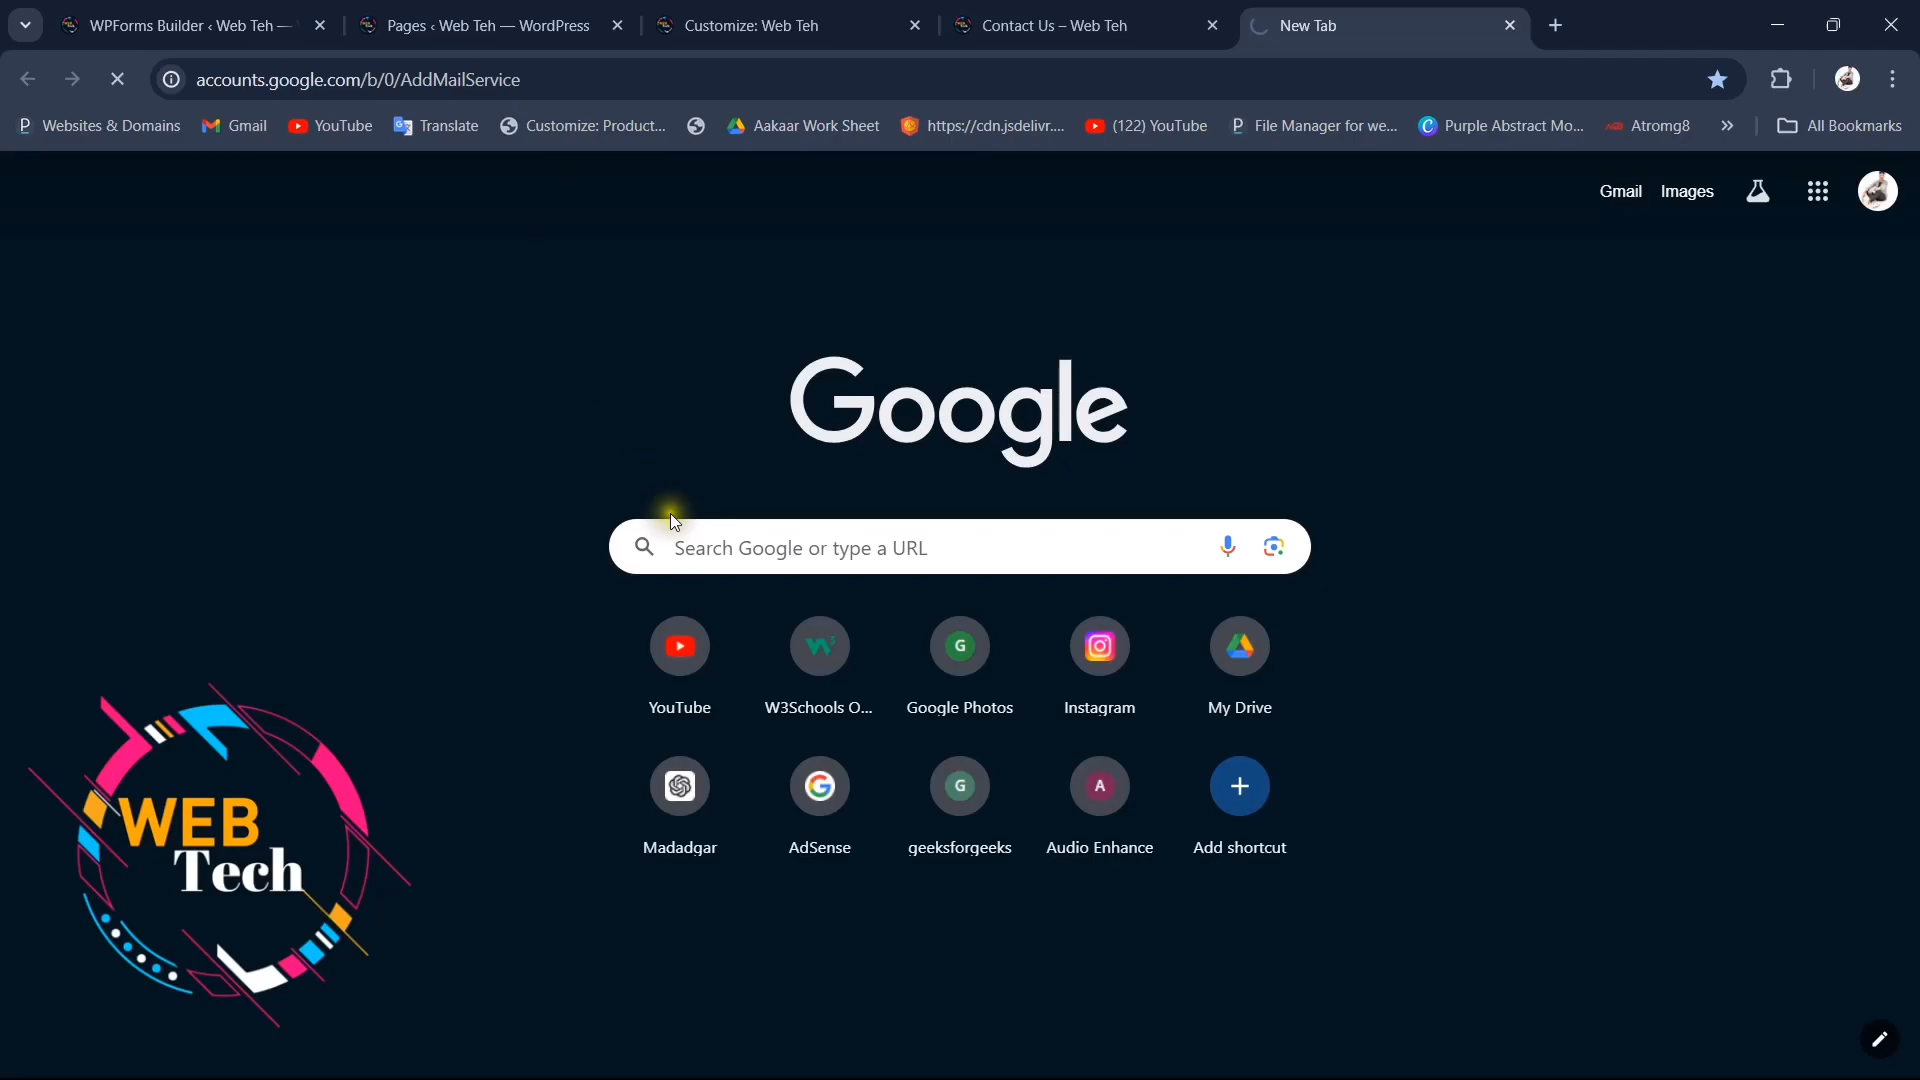 WPForms Builder ‹ Web Teh —
Pages ‹ Web Teh — WordPress
Customize: Web Teh
Contact Us – Web Teh
New Tab
accounts.google.com/b/0/AddMailService
Websites & Domains
Gmail
YouTube
Translate
Customize: Product...
Aakaar Work Sheet
https://cdn.jsdelivr....
(122) YouTube
File Manager for we...
Purple Abstract Mo...
Atromg8
All Bookmarks
Gmail
Images
Google
Search Google or type a URL
YouTube
W3Schools O...
Google Photos
Instagram
My Drive
Madadgar
AdSense
geeksforgeeks
Audio Enhance
Add shortcut
WEB
Tech